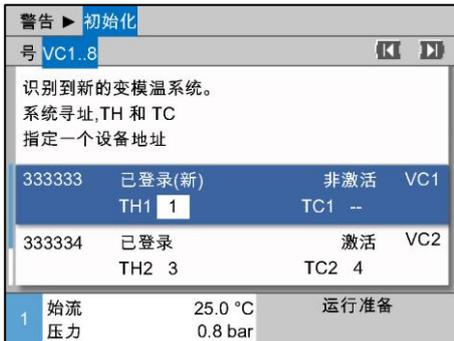 警告 ▶ 初始化
号 VC1..8
识别到新的变模温系统。
系统寻址,TH 和 TC
指定一个设备地址
333333 已登录(新) 非激活 VC1
TH1 1 TC1 --
333334 已登录 激活 VC2
TH2 3 TC2 4
1 始流 25.0 °C 运行准备
压力 0.8 bar